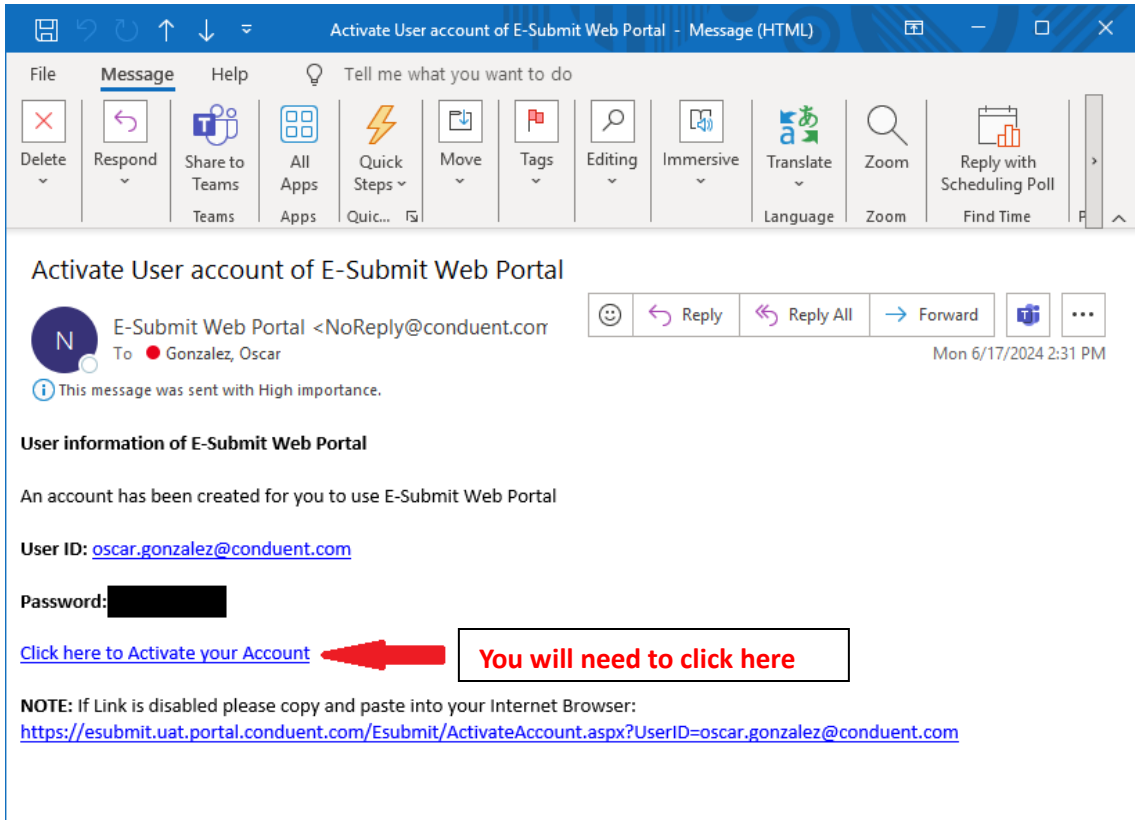 Activate User account of E-Submit Web Portal - Message (HTML)
File Message Help Tell me what you want to do
Delete Respond Share to Teams All Apps Quick Steps Move Tags Editing Immersive Translate Zoom Reply with Scheduling Poll
Teams Apps Quic... Language Zoom Find Time P
Activate User account of E-Submit Web Portal
E-Submit Web Portal <NoReply@conduent.com
Reply Reply All Forward
N
To Gonzalez, Oscar
Mon 6/17/2024 2:31 PM
This message was sent with High importance.
User information of E-Submit Web Portal
An account has been created for you to use E-Submit Web Portal
User ID: oscar.gonzalez@conduent.com
Password:
Click here to Activate your Account
You will need to click here
NOTE: If Link is disabled please copy and paste into your Internet Browser:
https://esubmit.uat.portal.conduent.com/Esubmit/ActivateAccount.aspx?UserID=oscar.gonzalez@conduent.com